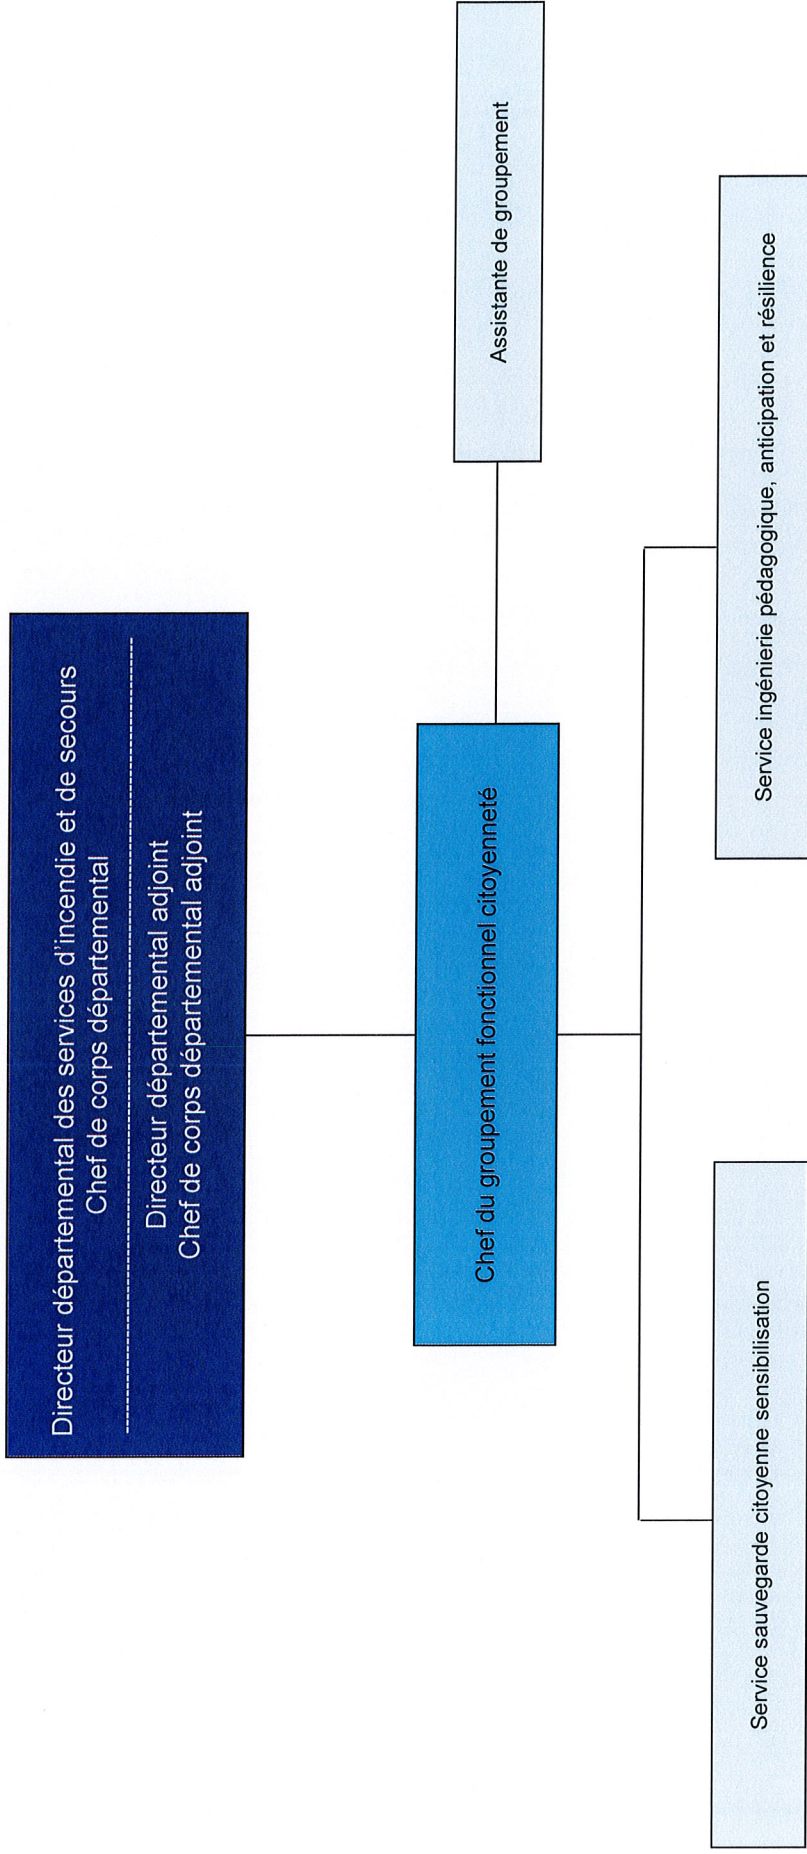 Directeur départemental des services d'incendie et de secours
Chef de corps départemental
Directeur départemental adjoint
Chef de corps départemental adjoint
Chef du groupement fonctionnel citoyenneté
Assistante de groupement
Service sauvegarde citoyenne sensibilisation
Service ingénierie pédagogique, anticipation et résilience